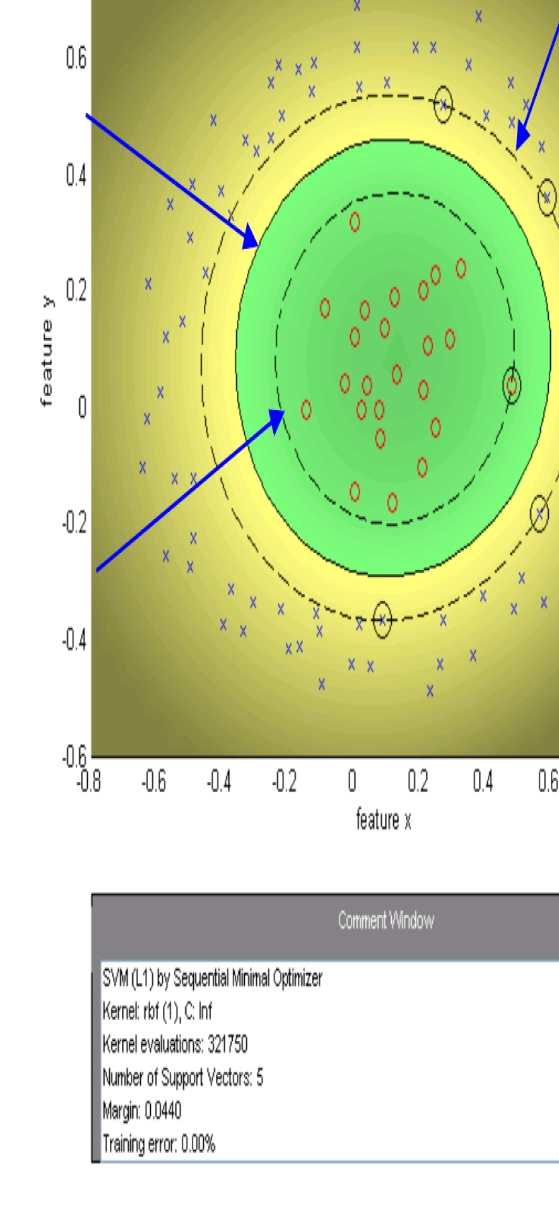 0.6
0.4
0.2
0
-0.2
-0.4
-0.6
feature y
-0.8 -0.6 -0.4 -0.2 0 0.2 0.4 0.6
feature x
Comment Window
SVM (L1) by Sequential Minimal Optimizer
Kernel: rbf (1), C: Inf
Kernel evaluations: 321750
Number of Support Vectors: 5
Margin: 0.0440
Training error: 0.00%